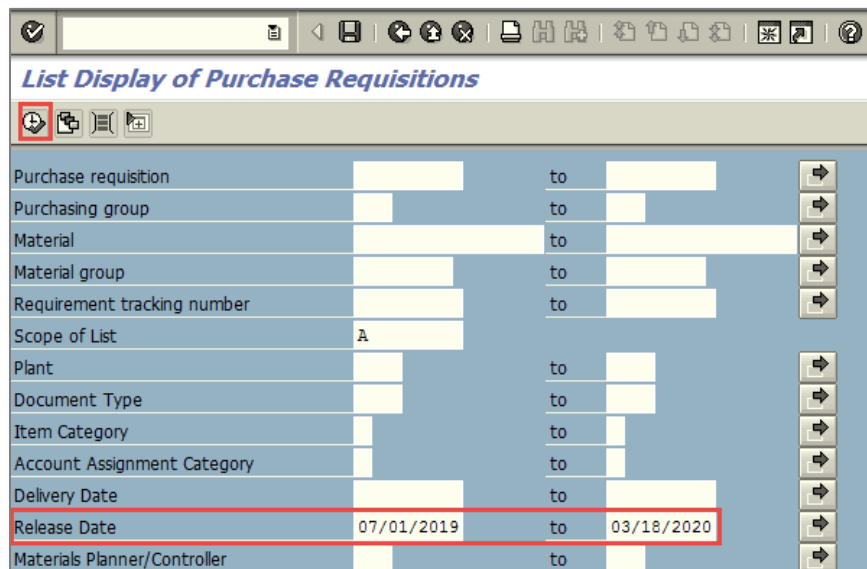 List Display of Purchase Requisitions
Purchase requisition to
Purchasing group to
Material to
Material group to
Requirement tracking number to
Scope of List A
Plant to
Document Type to
Item Category to
Account Assignment Category to
Delivery Date to
Release Date 07/01/2019 to 03/18/2020
Materials Planner/Controller to